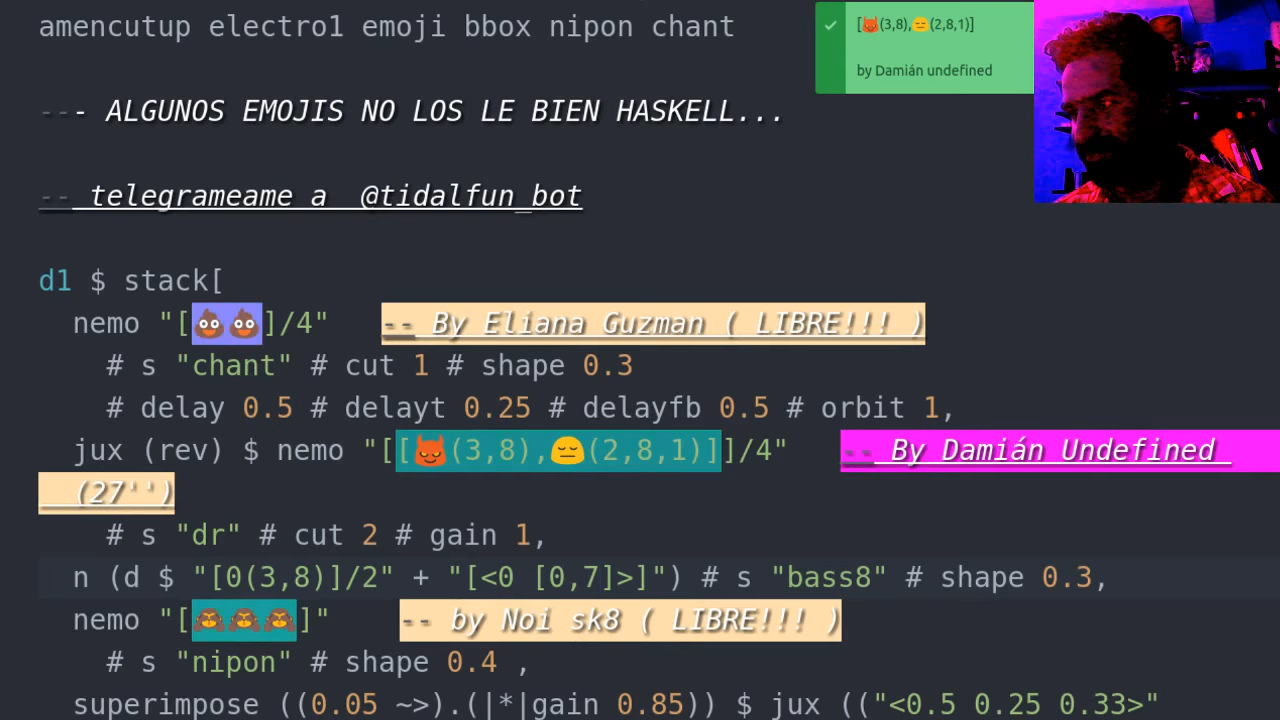 amencutup electro1 emoji bbox nipon chant
[😈(3,8),😑(2,8,1)]
by Damián undefined
--- ALGUNOS EMOJIS NO LOS LE BIEN HASKELL...
-- telegrameame a  @tidalfun_bot
d1 $ stack[
nemo "[💩💩]/4"   -- By Eliana Guzman ( LIBRE!!! )
# s "chant" # cut 1 # shape 0.3
# delay 0.5 # delayt 0.25 # delayfb 0.5 # orbit 1,
jux (rev) $ nemo "[[😈(3,8),😑(2,8,1)]]/4"   -- By Damián Undefined
(27'')
# s "dr" # cut 2 # gain 1,
n (d $ "[0(3,8)]/2" + "[<0 [0,7]>]") # s "bass8" # shape 0.3,
nemo "[🙈🙈🙈]"    -- by Noi sk8 ( LIBRE!!! )
# s "nipon" # shape 0.4 ,
superimpose ((0.05 ~>).(|*|gain 0.85)) $ jux (("<0.5 0.25 0.33>"